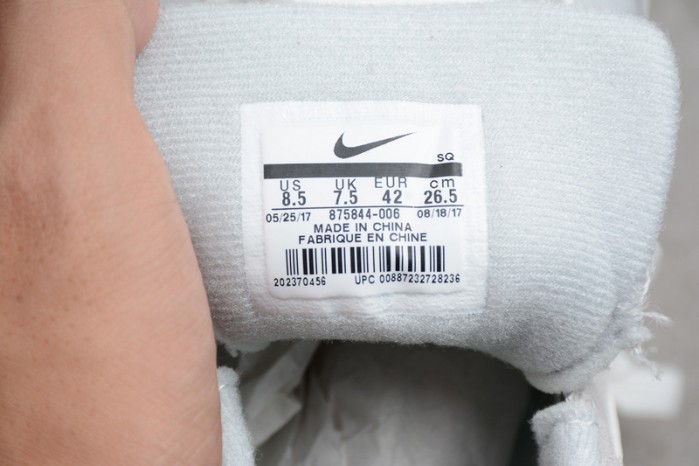 SQ
US UK EUR cm
8.5 7.5 42 26.5
05/25/17 875844-006 08/18/17
MADE IN CHINA
FABRIQUE EN CHINE
202370456 UPC 00887232728236